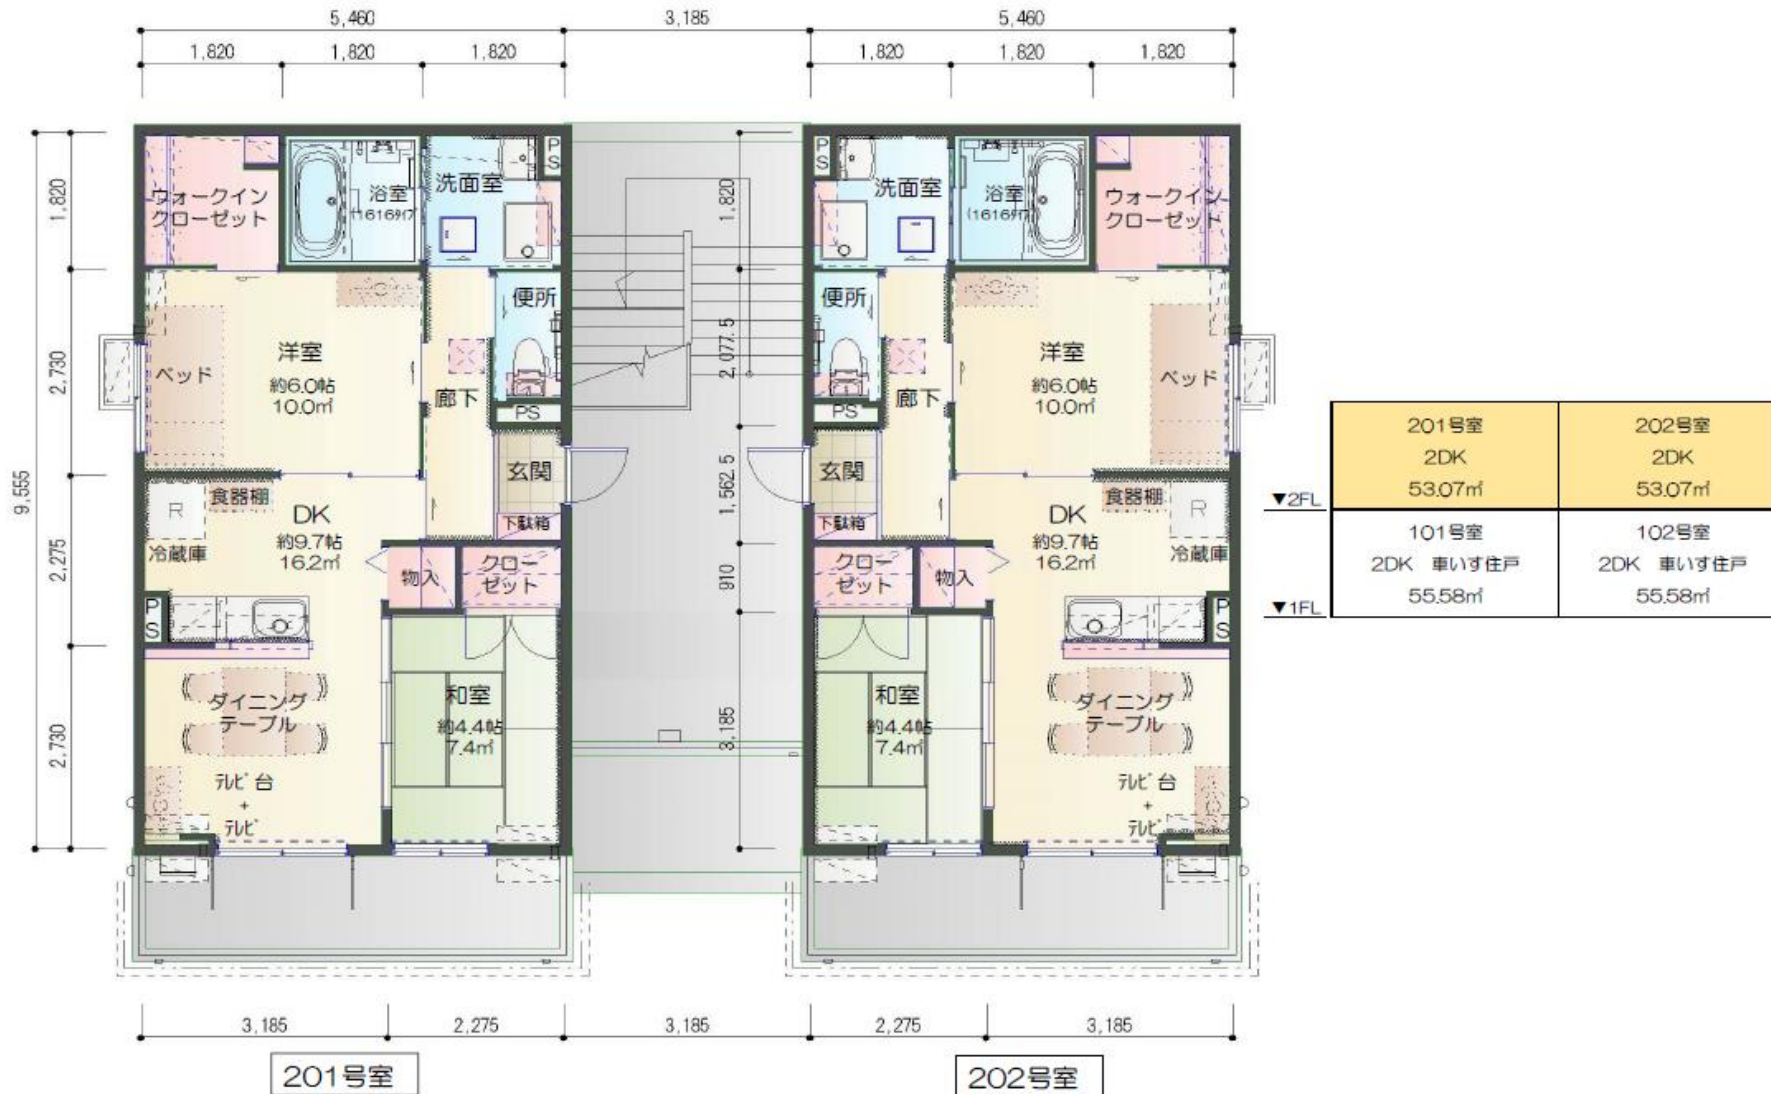 5,460
3,185
5,460
1,820
1,820
1,820
1,820
1,820
1,820
9,555
1,820
2,730
2,275
2,730
ウォークイン
クローゼット
浴室
(1616タイプ
洗面室
PS
便所
洋室
約6.0帖
10.0㎡
ベッド
廊下
PS
玄関
下駄箱
R
冷蔵庫
食器棚
DK
約9.7帖
16.2㎡
物入
クロー
ゼット
PS
ダイニング
テーブル
和室
約4.4帖
7.4㎡
テレビ台
+
テレビ
1,820
2,077.5
1,562.5
910
3,185
PS
洗面室
浴室
(1616タイプ
ウォークイン
クローゼット
便所
洋室
約6.0帖
10.0㎡
ベッド
廊下
PS
玄関
下駄箱
DK
約9.7帖
16.2㎡
食器棚
R
冷蔵庫
クロー
ゼット
物入
PS
和室
約4.4帖
7.4㎡
ダイニング
テーブル
テレビ台
+
テレビ
201号室
2DK
53.07㎡
202号室
2DK
53.07㎡
▼2FL
101号室
2DK 車いす住戸
55.58㎡
102号室
2DK 車いす住戸
55.58㎡
▼1FL
3,185
2,275
3,185
2,275
3,185
201号室
202号室